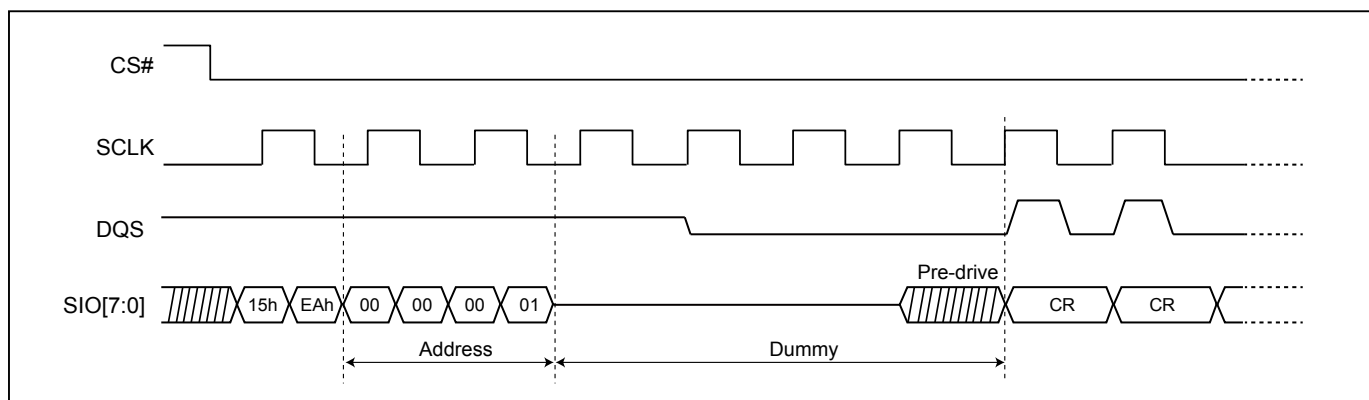 CS#
SCLK
DQS
Pre-drive
SIO[7:0] 15h EAh 00 00 00 01 CR CR
Address Dummy